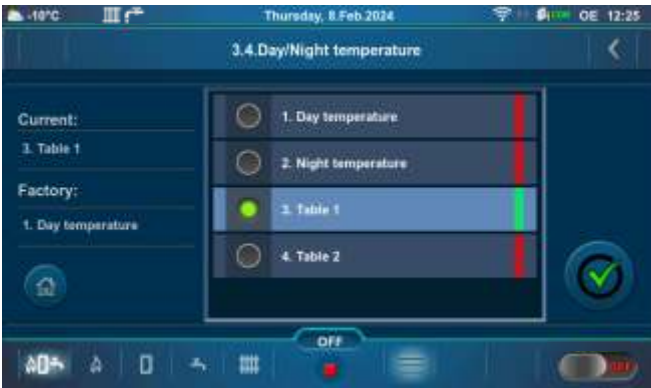 -10°C
Thursday, 8.Feb 2024
OE 12:25
3.4.Day/Night temperature
Current:
3. Table 1
Factory:
1. Day temperature
1. Day temperature
2. Night temperature
3. Table 1
4. Table 2
OFF
OFF